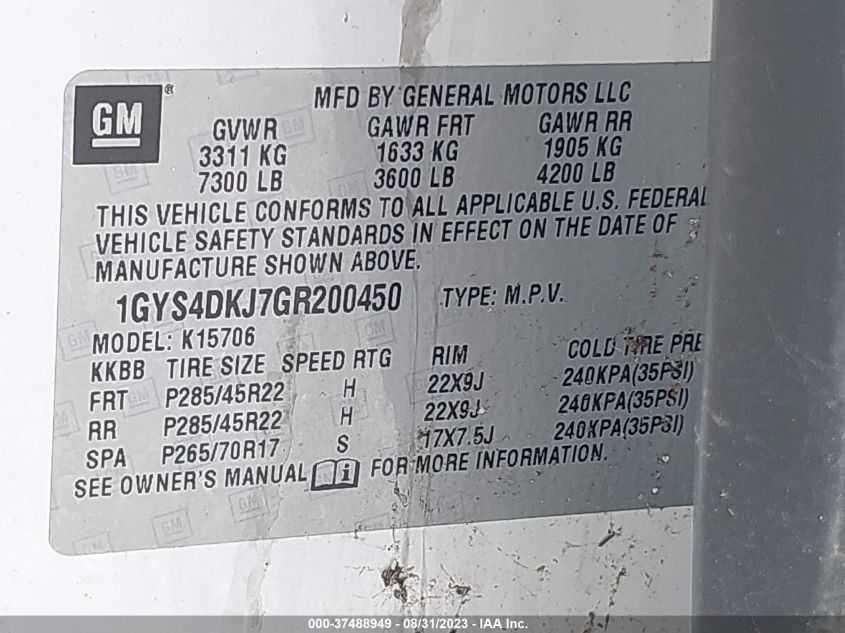 GM ®
MFD BY GENERAL MOTORS LLC
GVWR GAWR FRT GAWR RR
3311 KG 1633 KG 1905 KG
7300 LB 3600 LB 4200 LB
THIS VEHICLE CONFORMS TO ALL APPLICABLE U.S. FEDERAL
VEHICLE SAFETY STANDARDS IN EFFECT ON THE DATE OF
MANUFACTURE SHOWN ABOVE.
1GYS4DKJ7GR200450 TYPE: M.P.V.
MODEL: K15706
KKBB TIRE SIZE SPEED RTG RIM COLD TIRE PRE
FRT P285/45R22 H 22X9J 240KPA(35PSI)
RR P285/45R22 H 22X9J 240KPA(35PSI)
SPA P265/70R17 S 17X7.5J 240KPA(35PSI)
SEE OWNER'S MANUAL i FOR MORE INFORMATION.
000-37488949 - 08/31/2023 - IAA Inc.